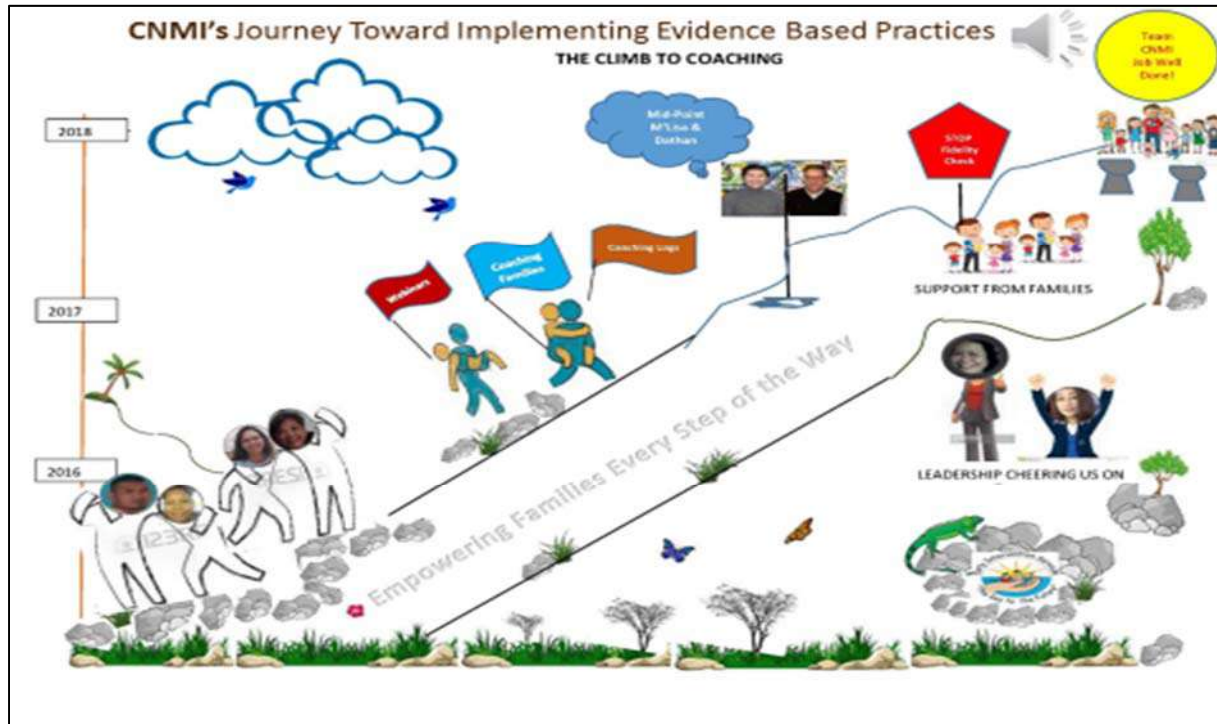 CNMI's Journey Toward Implementing Evidence Based Practices
THE CLIMB TO COACHING
Team
CNMI
Job Well
Done!
2018
Mid-Point
M'Lisa &
Dathan
STOP
Fidelity
Check
Coaching Logs
Coaching
Families
Webinars
SUPPORT FROM FAMILIES
2017
Empowering Families Every Step of the Way
2016
LEADERSHIP CHEERING US ON